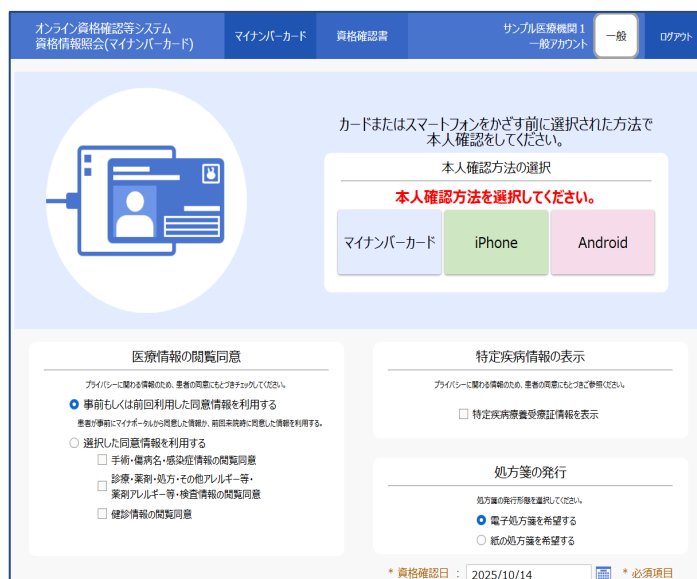 オンライン資格確認等システム
資格情報照会(マイナンバーカード)
マイナンバーカード
資格確認書
サンプル医療機関1
一般アカウント
一般
ログアウト
カードまたはスマートフォンをかざす前に選択された方法で
本人確認をしてください。
本人確認方法の選択
本人確認方法を選択してください。
マイナンバーカード
iPhone
Android
医療情報の閲覧同意
プライバシーに関わる情報のため、患者の同意にもとづきチェックしてください。
事前もしくは前回利用した同意情報を利用する
患者が事前にマイナポータルから同意した情報か、前回来院時に同意した情報を利用する。
選択した同意情報を利用する
手術・傷病名・感染症情報の閲覧同意
診療・薬剤・処方・その他アレルギー等・
薬剤アレルギー等・検査情報の閲覧同意
健診情報の閲覧同意
特定疾病情報の表示
プライバシーに関わる情報のため、患者の同意にもとづきご参照ください。
特定疾病療養受療証情報を表示
処方箋の発行
処方箋の発行形態を選択してください。
電子処方箋を希望する
紙の処方箋を希望する
* 資格確認日 : 2025/10/14 * 必須項目